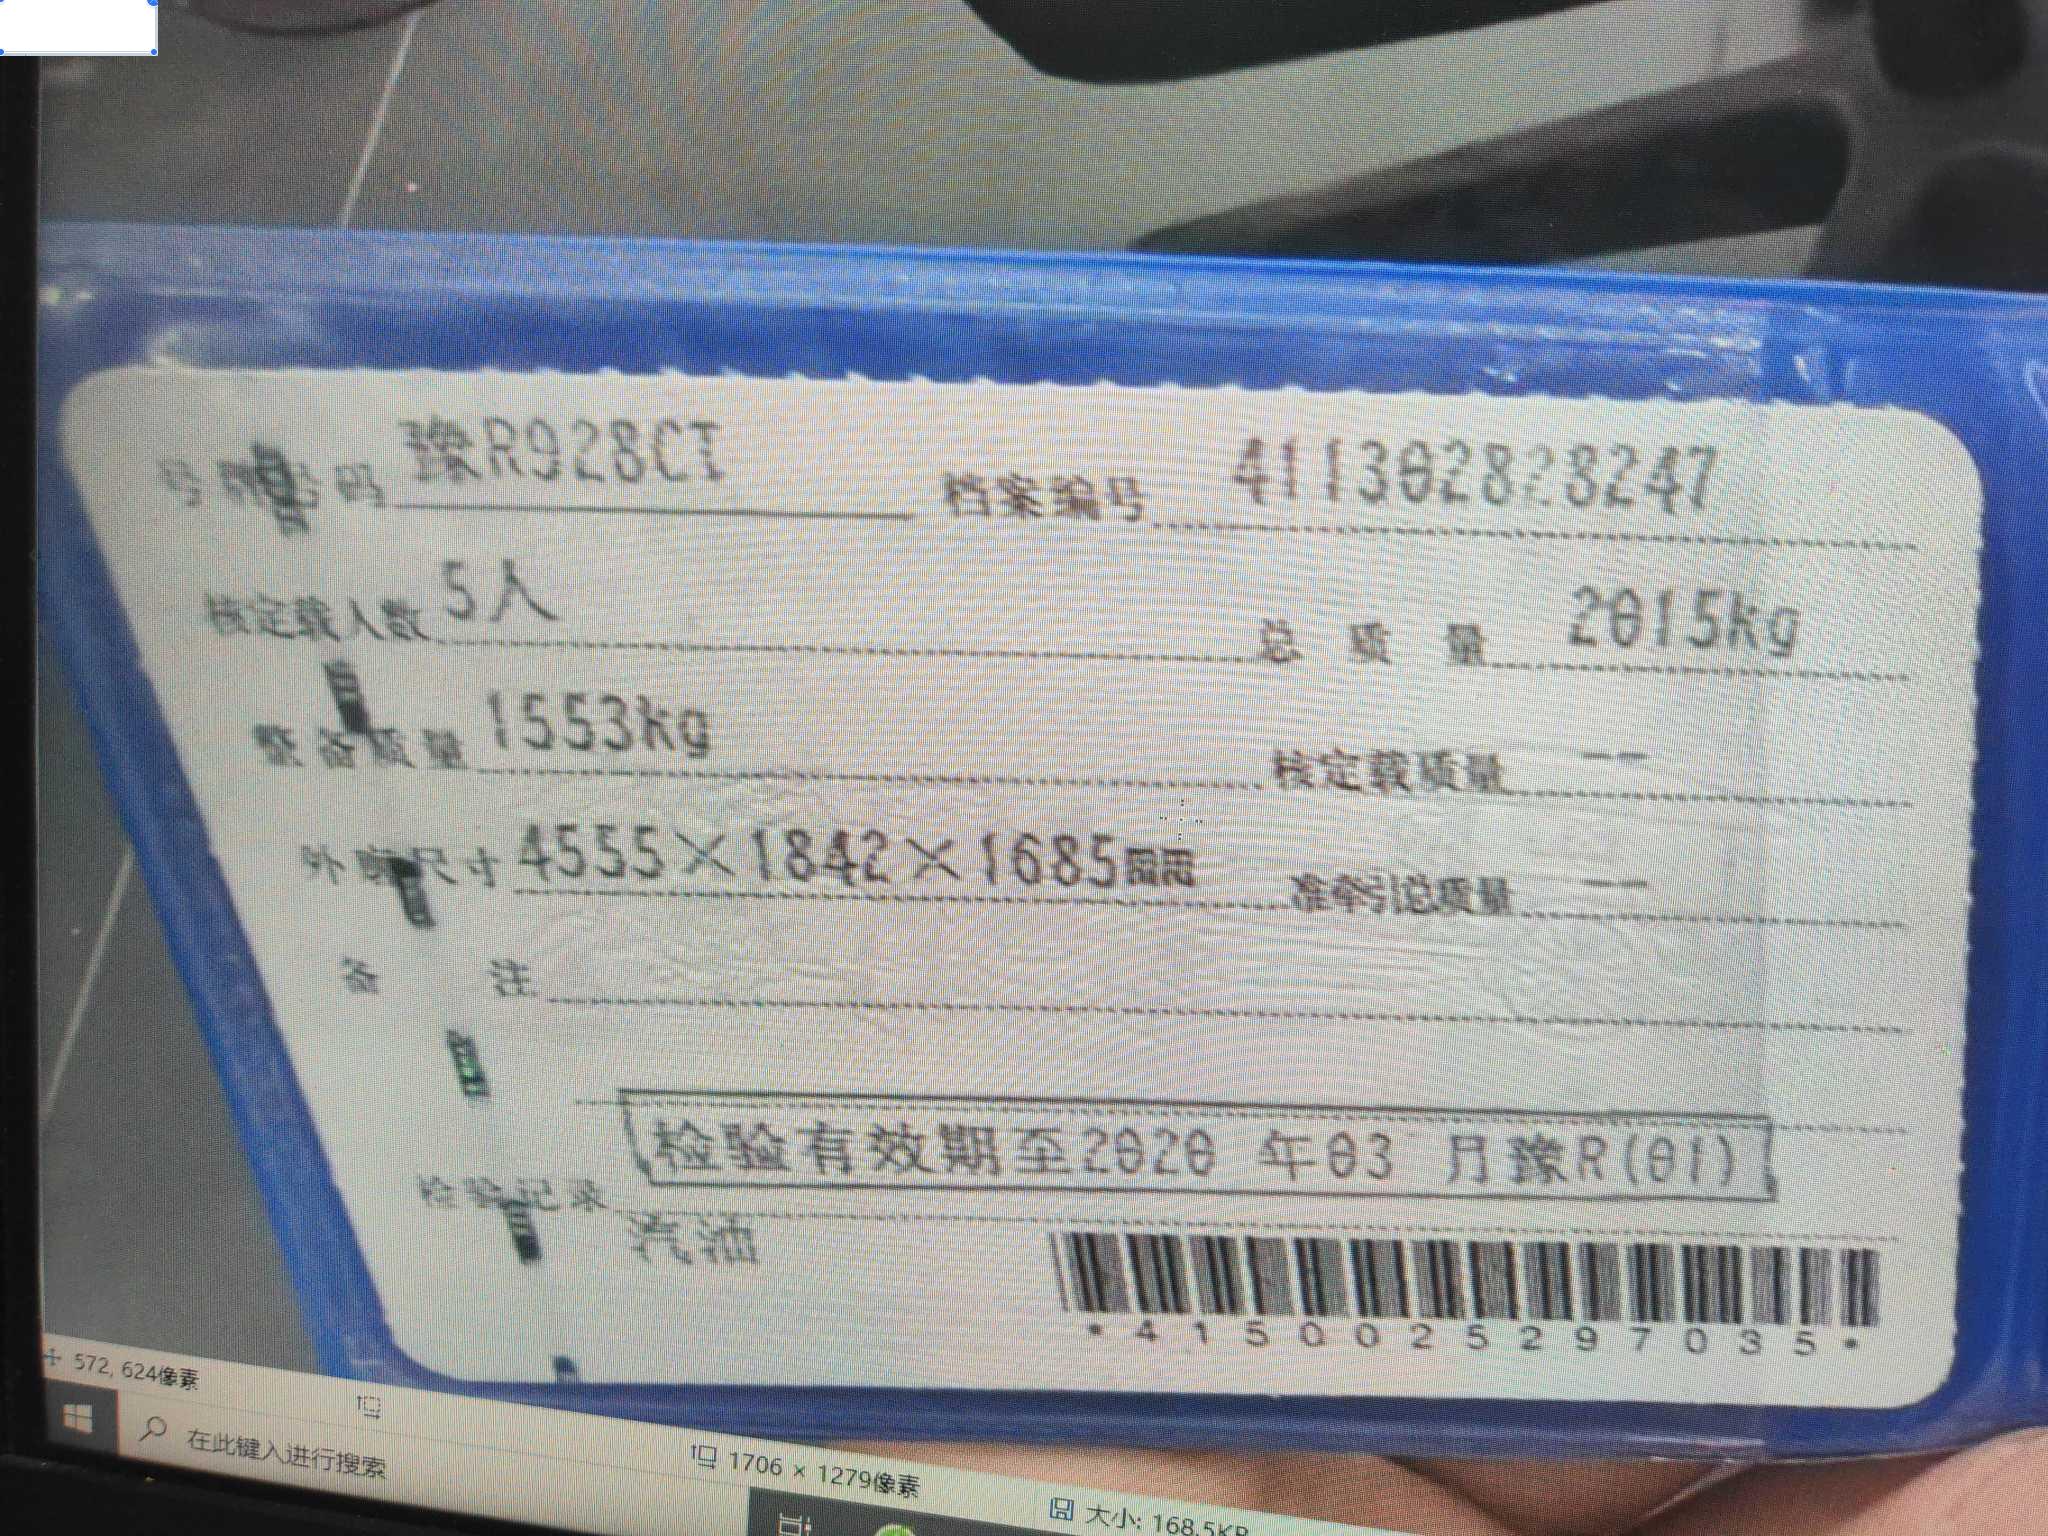 号牌号码 豫R928CI 档案编号 411302828247
核定载人数 5人 总质量 2015kg
整备质量 1553kg 核定载质量 --
外廓尺寸 4555×1842×1685mm 准牵引总质量 --
备注
检验有效期至2020 年03 月豫R(01)
检验记录
汽油
*4150025297035*
572, 624像素
1706 × 1279像素
大小: 168.5KB
在此键入进行搜索